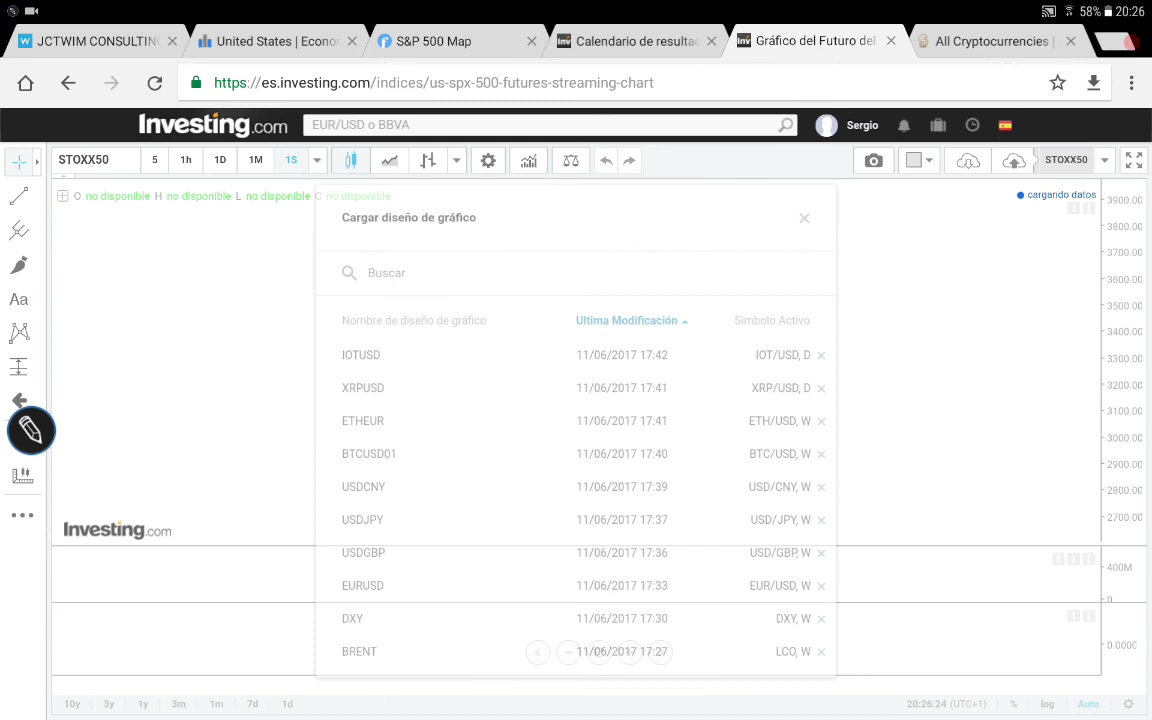 58% 20:26
JCTWIM CONSULTIN
United States | Econo
S&P 500 Map
Calendario de resulta
Gráfico del Futuro del
All Cryptocurrencies |
https://es.investing.com/indices/us-spx-500-futures-streaming-chart
Investing.com
EUR/USD o BBVA
Sergio
STOXX50 5 1h 1D 1M 1S STOXX50
O no disponible H no disponible L no disponible C no disponible
cargando datos
Cargar diseño de gráfico
Buscar
Nombre de diseño de gráfico Ultima Modificación Símbolo Activo
IOTUSD 11/06/2017 17:42 IOT/USD, D
XRPUSD 11/06/2017 17:41 XRP/USD, D
ETHEUR 11/06/2017 17:41 ETH/USD, W
BTCUSD01 11/06/2017 17:40 BTC/USD, W
USDCNY 11/06/2017 17:39 USD/CNY, W
USDJPY 11/06/2017 17:37 USD/JPY, W
USDGBP 11/06/2017 17:36 USD/GBP, W
EURUSD 11/06/2017 17:33 EUR/USD, W
DXY 11/06/2017 17:30 DXY, W
BRENT 11/06/2017 17:27 LCO, W
Aa
Investing.com
3900.00
3800.00
3700.00
3600.00
3500.00
3400.00
3300.00
3200.00
3100.00
3000.00
2900.00
2800.00
2700.00
400M
0
0.0000
10y 3y 1y 3m 1m 7d 1d 20:26:24 (UTC+1) % log Auto